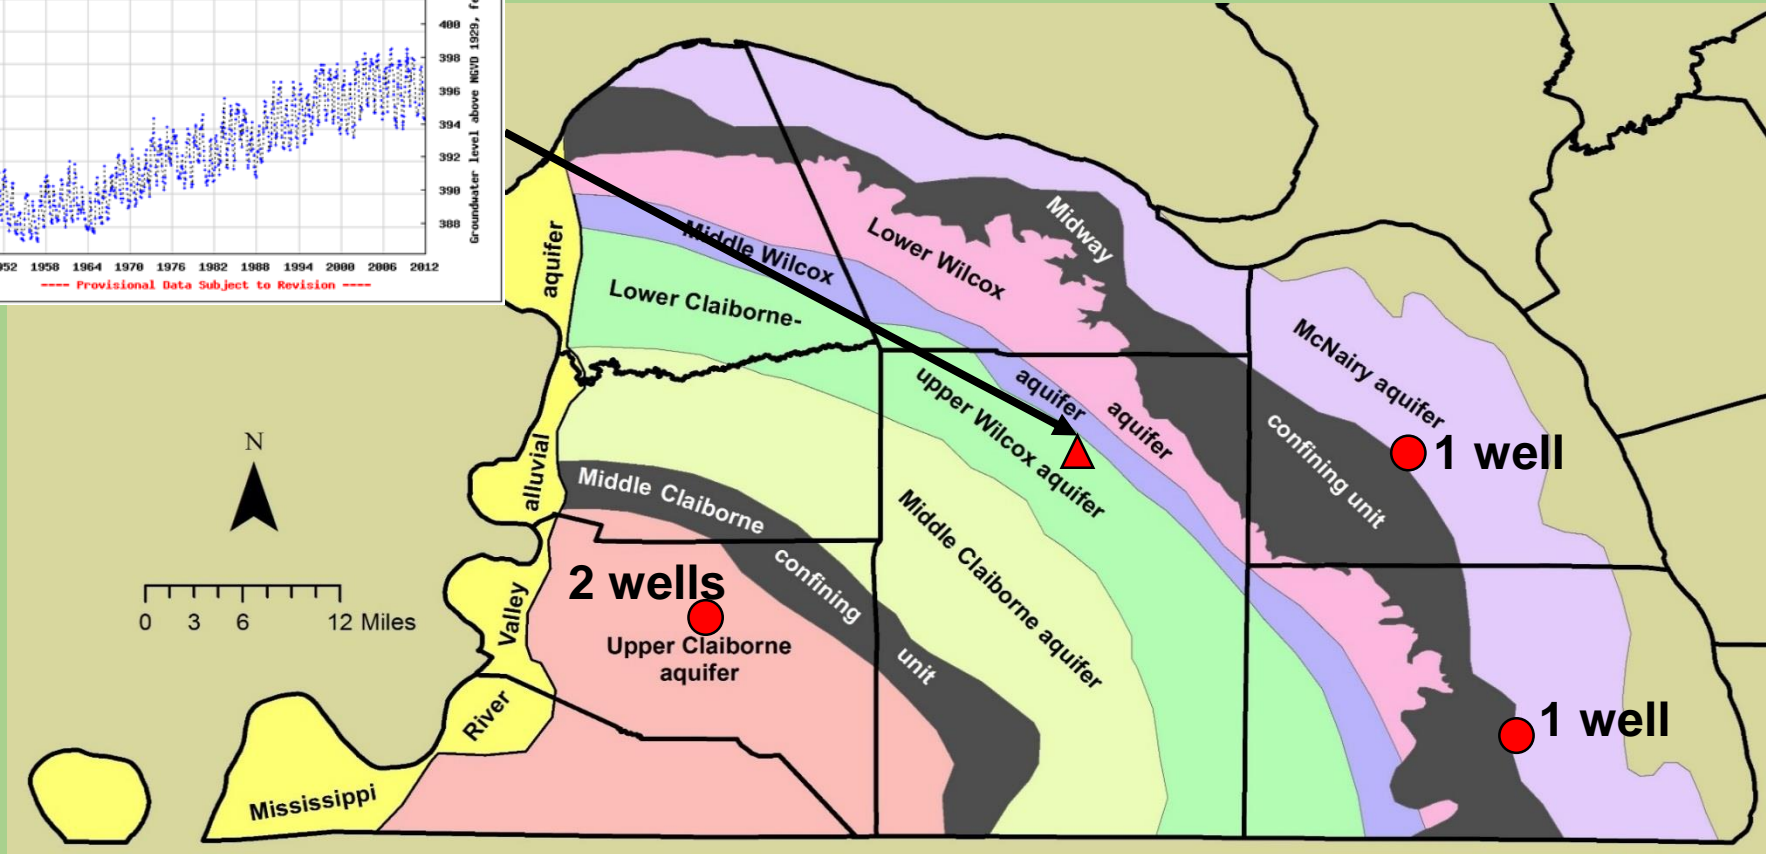 400
398
396
394
392
390
388
Groundwater level above NGVD 1929,
1958 1964 1970 1976 1982 1988 1994 2000 2006 2012
---- Provisional Data Subject to Revision ----
Midway
confining unit
McNairy aquifer
Lower Wilcox
aquifer
Middle Wilcox
aquifer
Lower Claiborne-
upper Wilcox aquifer
Middle Claiborne aquifer
Middle Claiborne
confining
unit
Upper Claiborne
aquifer
Mississippi
River
Valley
alluvial
aquifer
1 well
1 well
2 wells
N
0 3 6 12 Miles